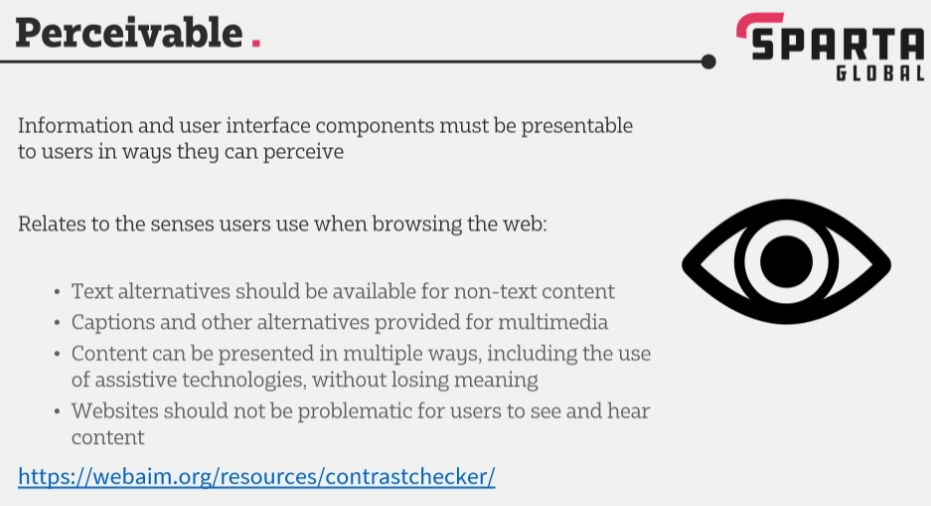 Perceivable .
SPARTA
GLOBAL
Information and user interface components must be presentable
to users in ways they can perceive
Relates to the senses users use when browsing the web:
• Text alternatives should be available for non-text content
• Captions and other alternatives provided for multimedia
• Content can be presented in multiple ways, including the use
of assistive technologies, without losing meaning
• Websites should not be problematic for users to see and hear
content
https://webaim.org/resources/contrastchecker/